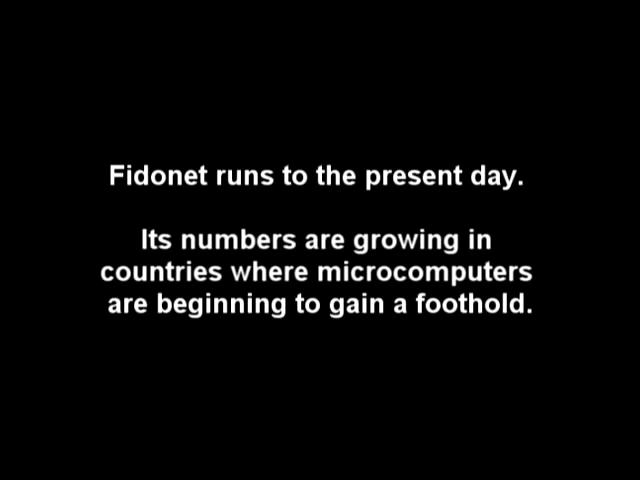 Fidonet runs to the present day.
Its numbers are growing in
countries where microcomputers
are beginning to gain a foothold.